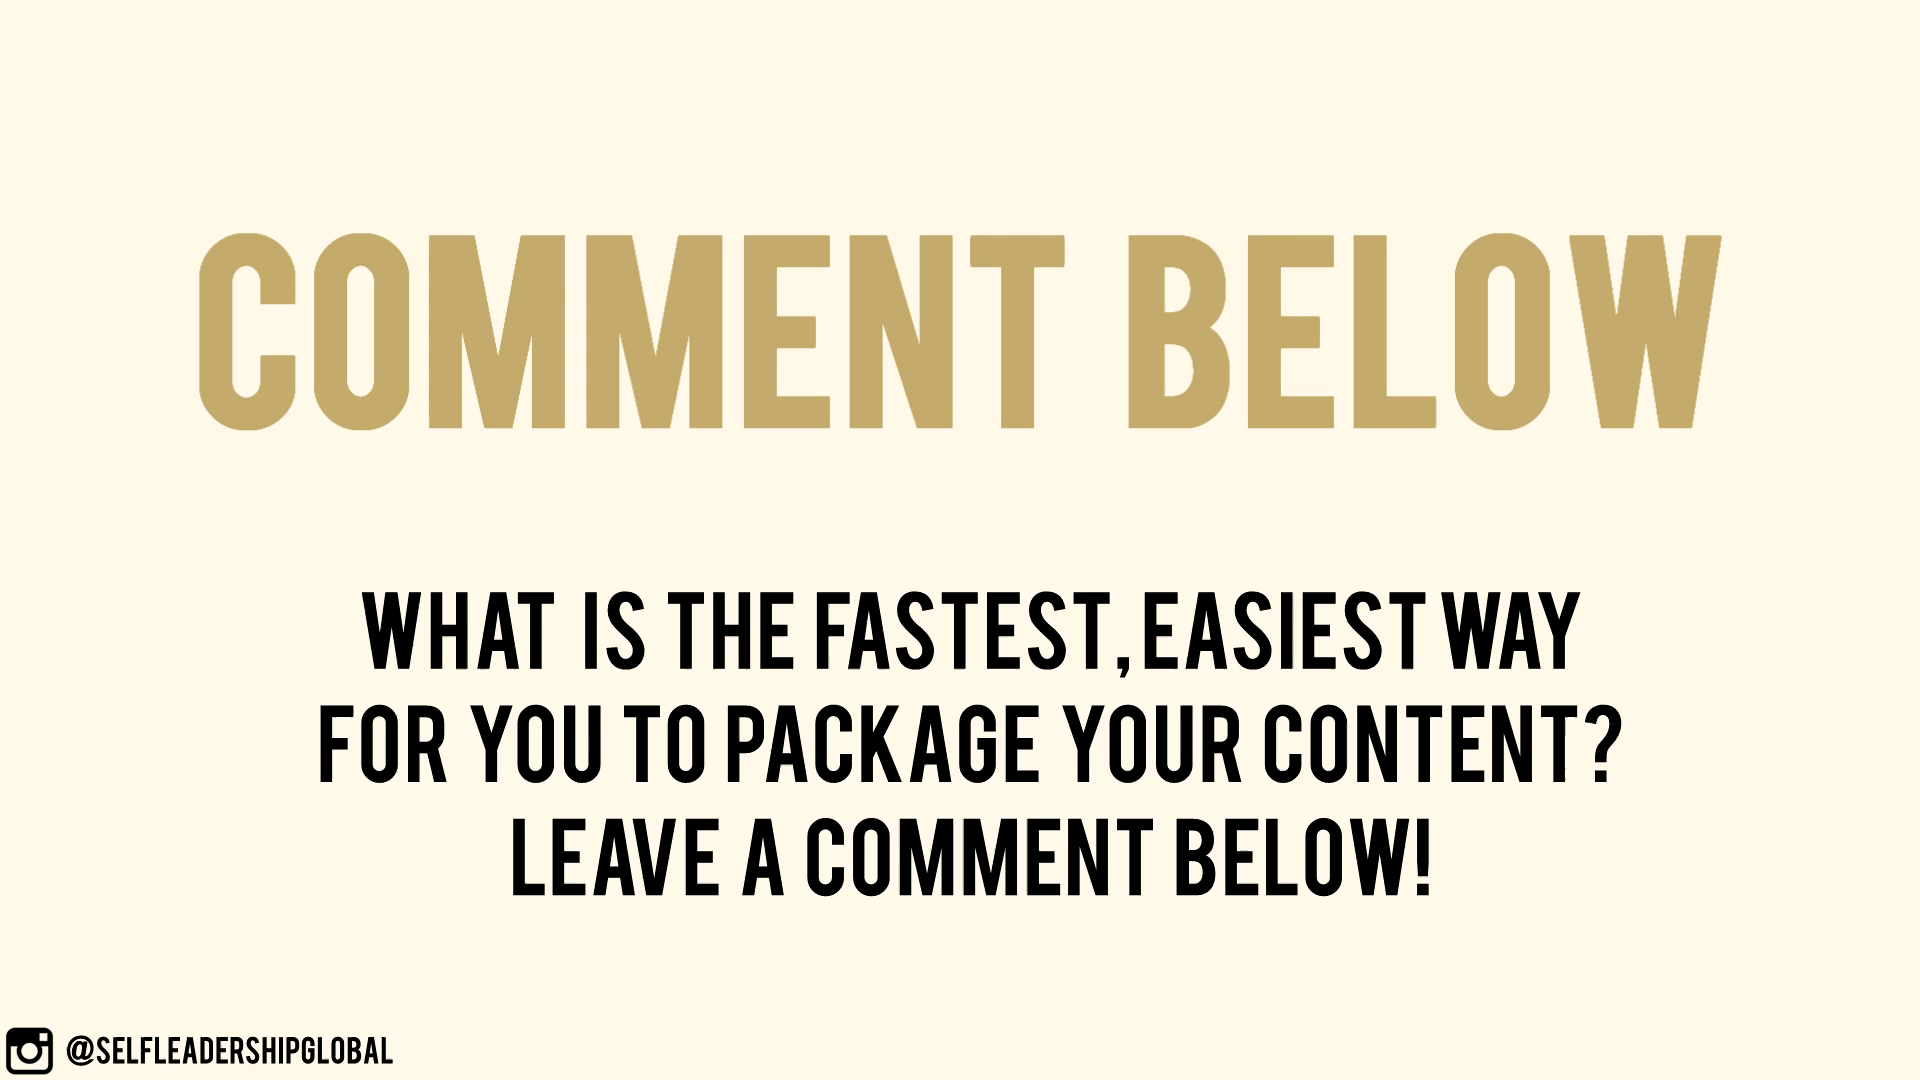 COMMENT BELOW
WHAT IS THE FASTEST, EASIEST WAY
FOR YOU TO PACKAGE YOUR CONTENT?
LEAVE A COMMENT BELOW!
@SELFLEADERSHIPGLOBAL